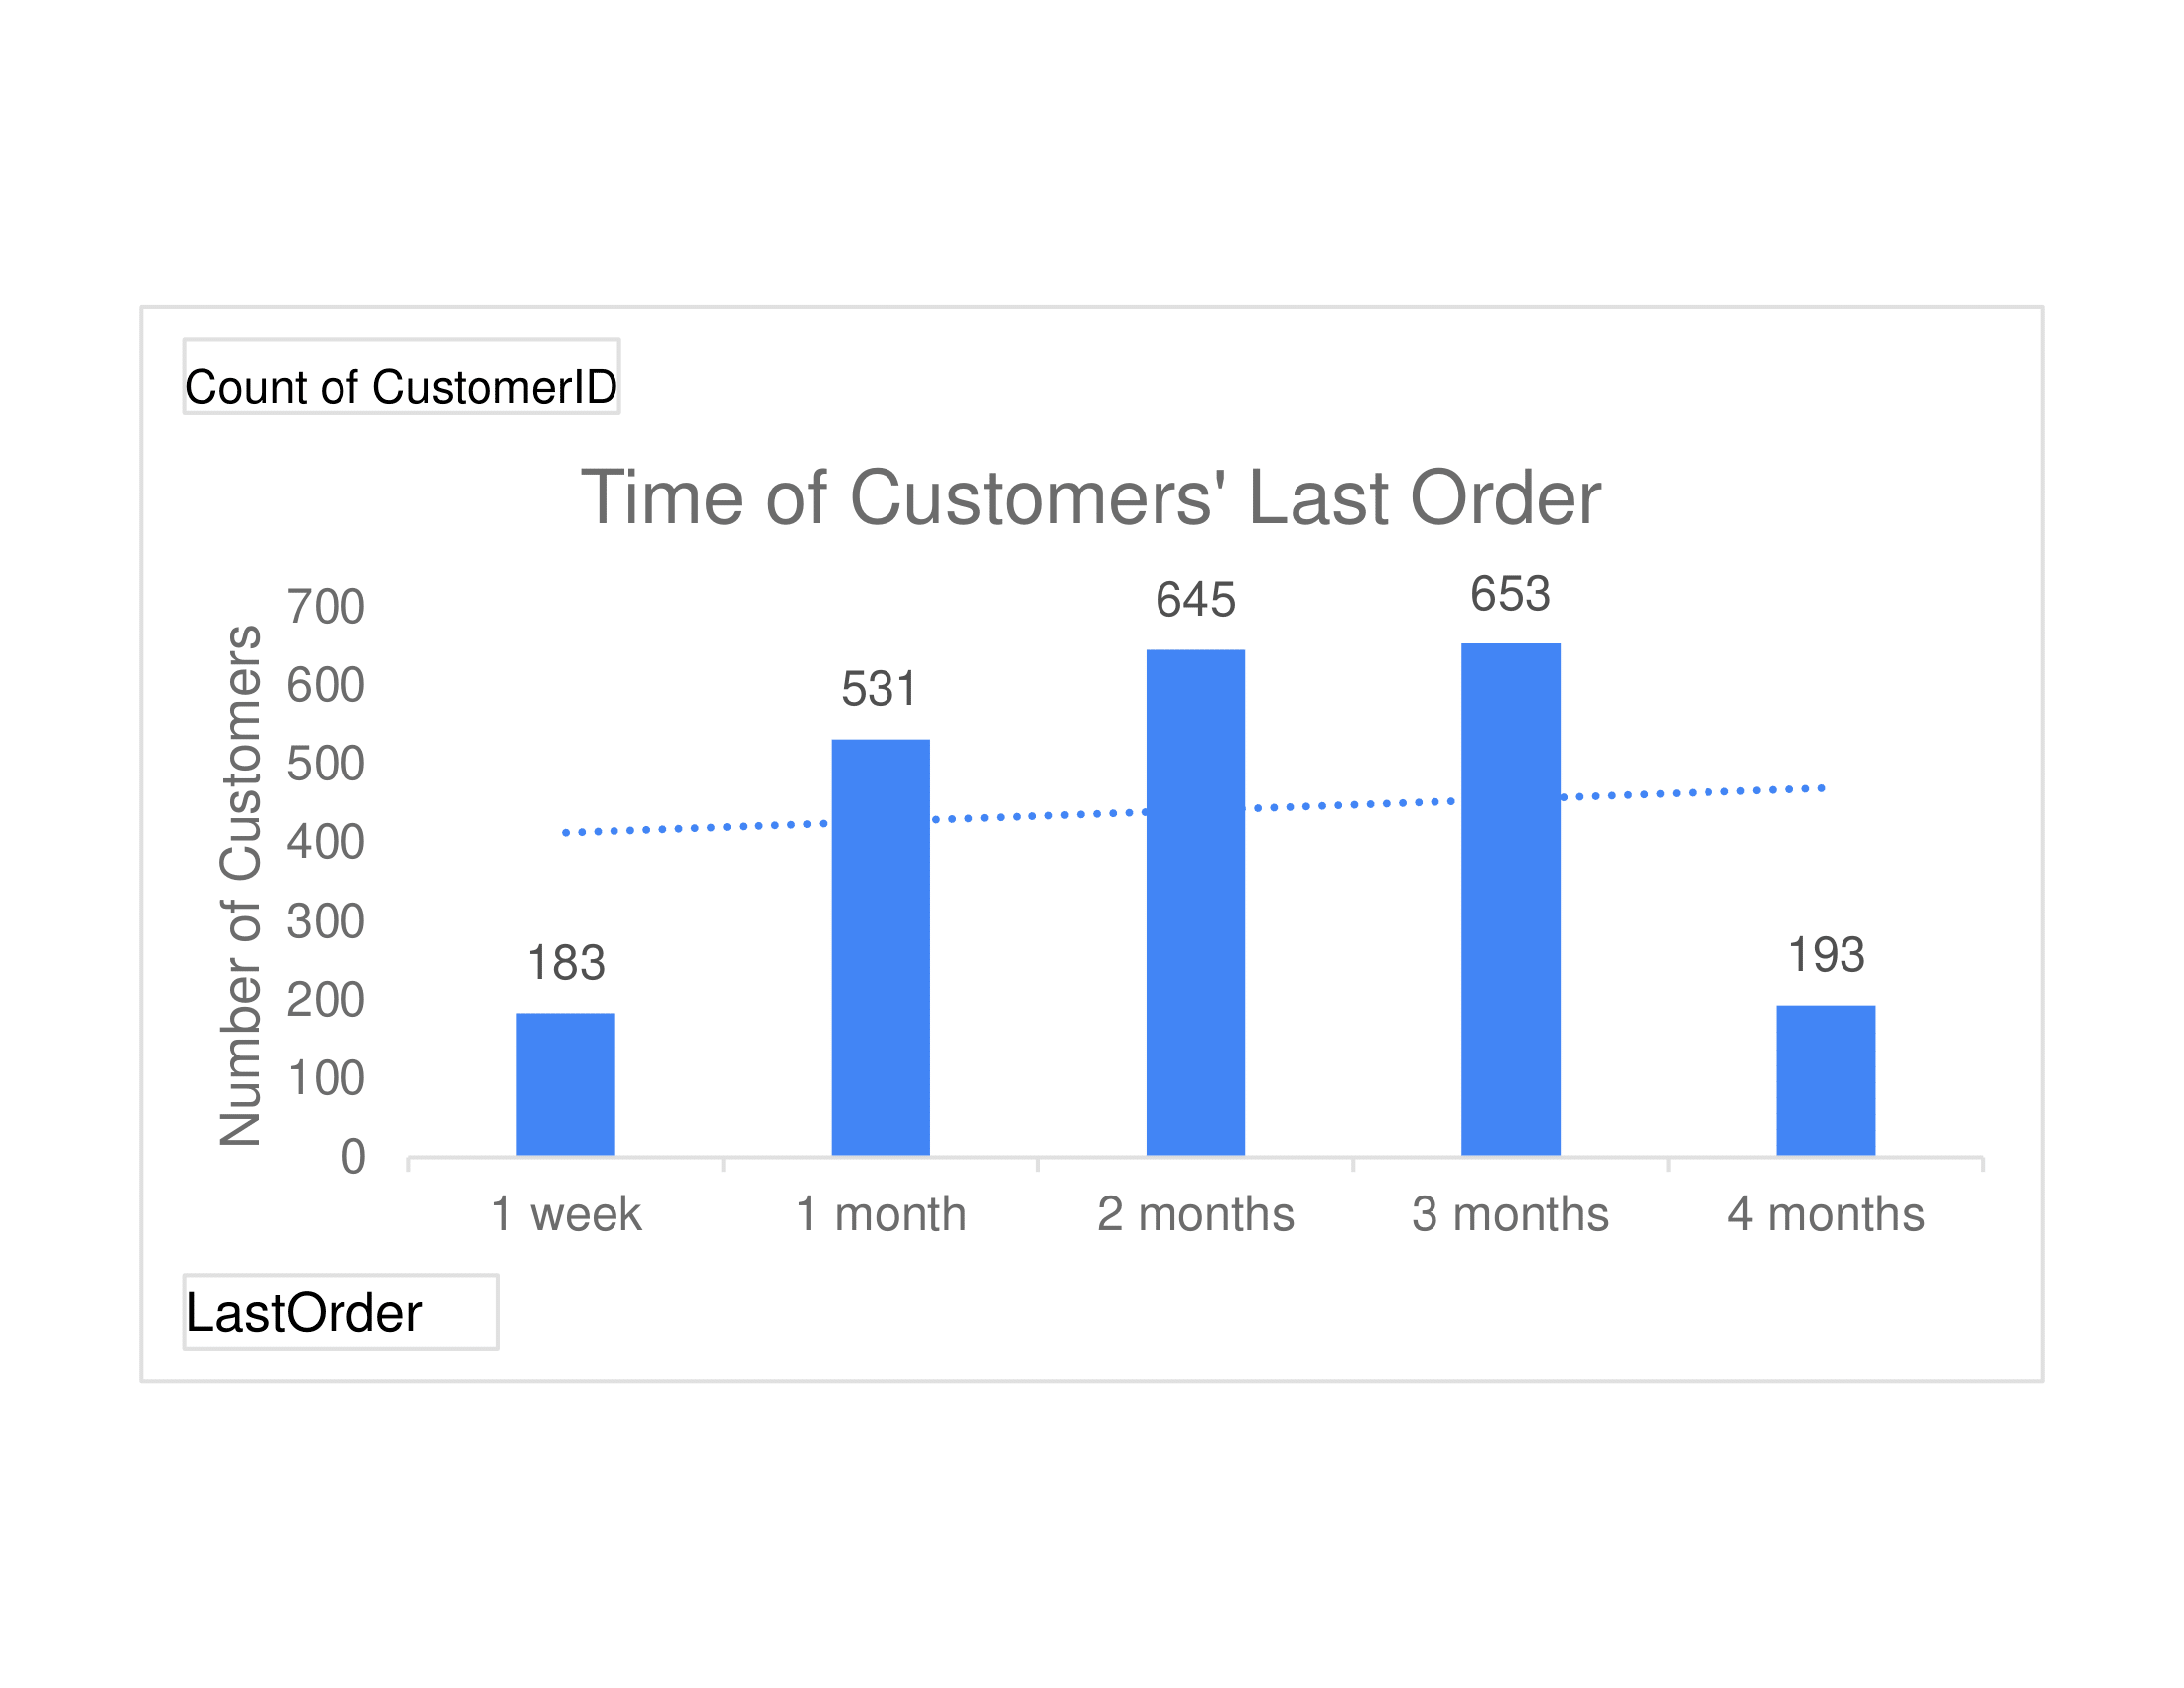 Count of CustomerID
Time of Customers' Last Order
Number of Customers
700
600
500
400
300
200
100
0
183
531
645
653
193
1 week
1 month
2 months
3 months
4 months
LastOrder